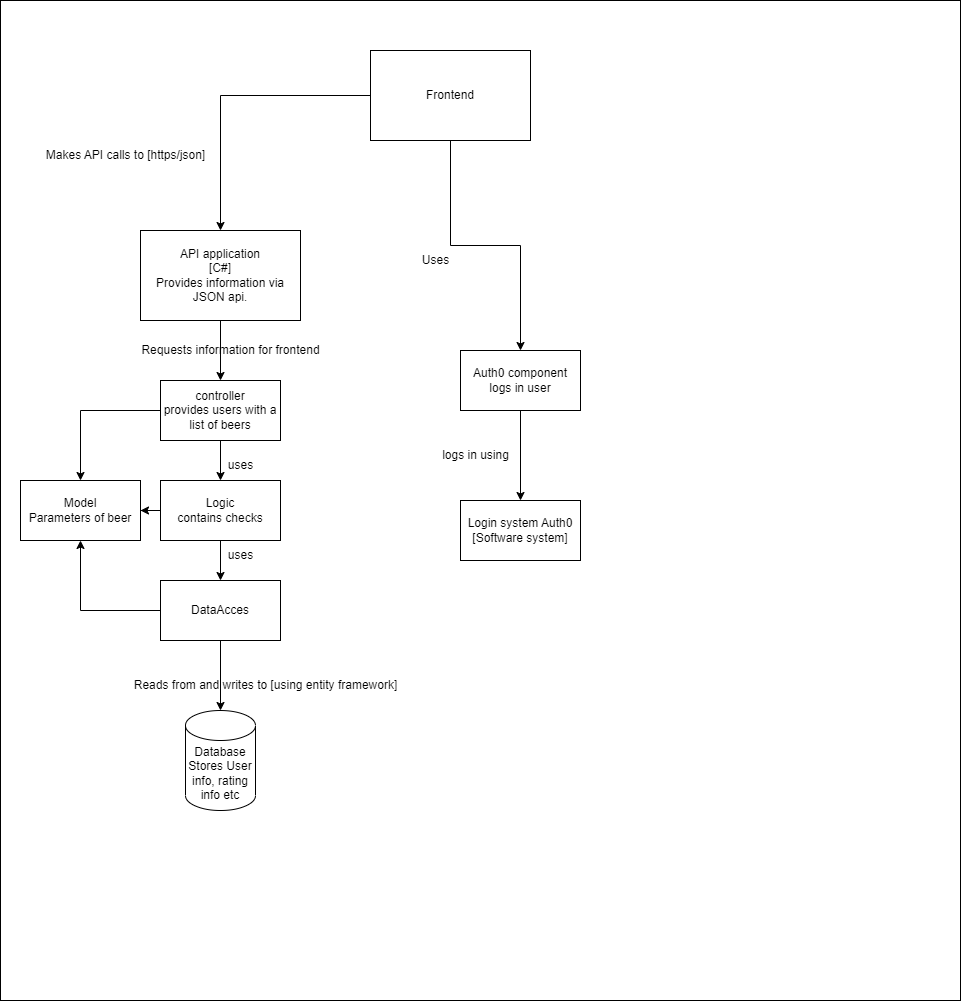 Frontend
Makes API calls to [https/json]
API application
[C#]
Provides information via
JSON api.
Uses
Requests information for frontend
Auth0 component
logs in user
controller
provides users with a
list of beers
logs in using
uses
Model
Parameters of beer
Logic
contains checks
Login system Auth0
[Software system]
uses
DataAcces
Reads from and writes to [using entity framework]
Database
Stores User
info, rating
info etc